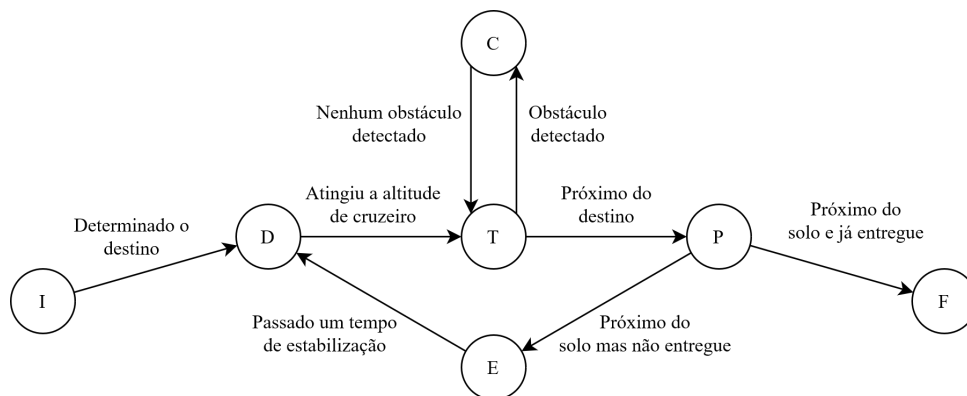 C
Nenhum obstáculo
detectado
Obstáculo
detectado
Atingiu a altitude
de cruzeiro
Próximo do
destino
Determinado o
destino
Próximo do
solo e já entregue
D
T
P
I
F
Passado um tempo
de estabilização
Próximo do
solo mas não entregue
E